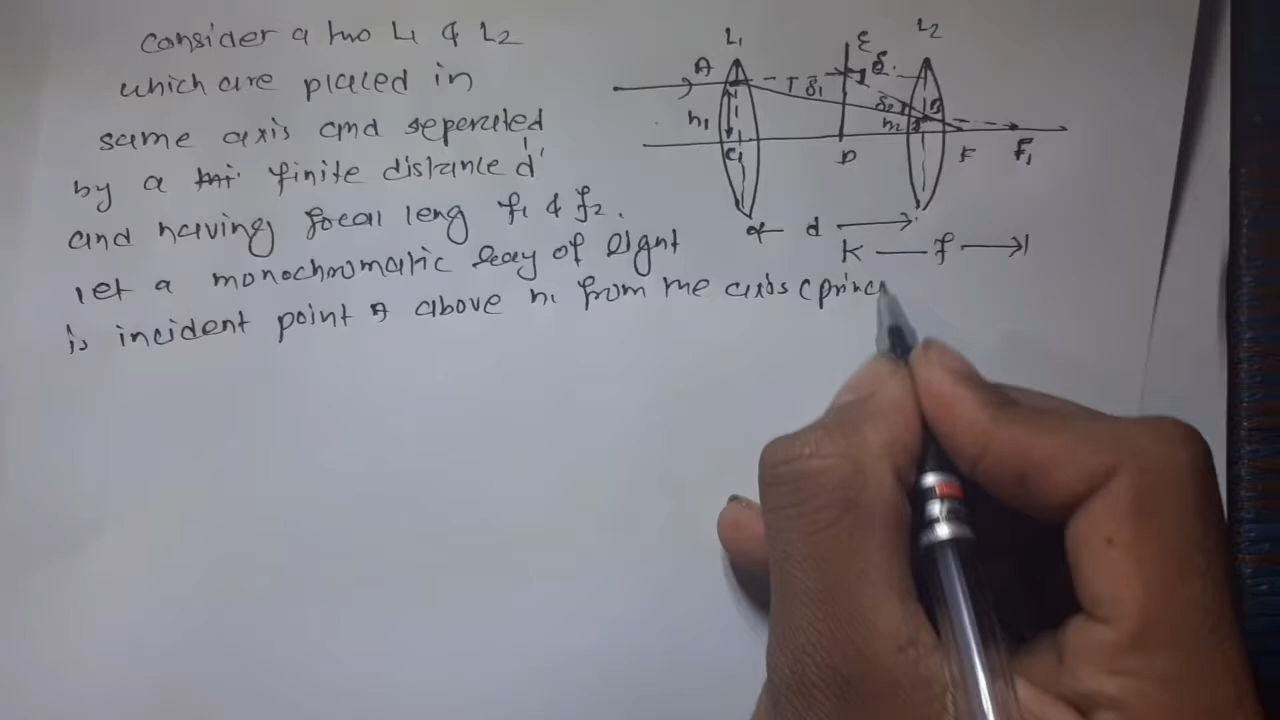 consider a two L1 & L2
which are placed in
same axis and seperated
by a finite distance d'
and having focal leng f1 & f2.
let a monochromatic ray of light
is incident point A above h1 from the axis (princ
L1
L2
A
E
δ
T
δ1
δ2
B
h1
h2
C1
D
F
F1
d
K
f